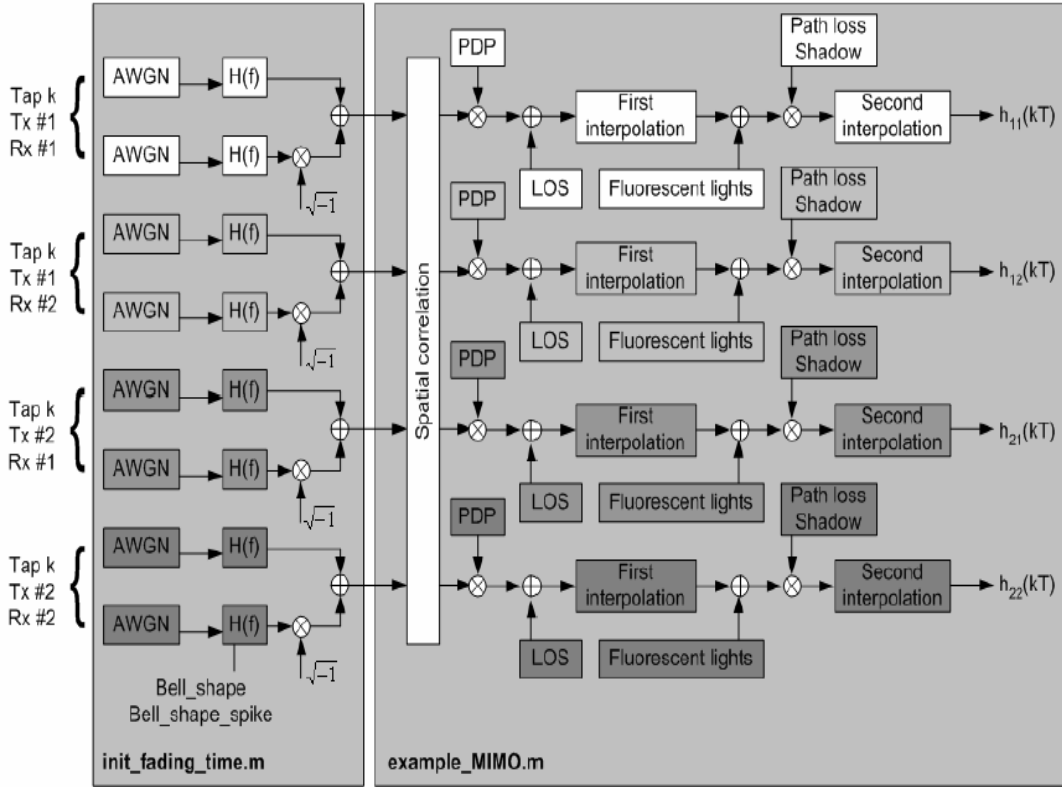 Tap k
Tx #1
Rx #1
AWGN
H(f)
AWGN
H(f)
√-1
Tap k
Tx #1
Rx #2
AWGN
H(f)
AWGN
H(f)
√-1
Tap k
Tx #2
Rx #1
AWGN
H(f)
AWGN
H(f)
√-1
Tap k
Tx #2
Rx #2
AWGN
H(f)
AWGN
H(f)
√-1
Bell_shape
Bell_shape_spike
init_fading_time.m
Spatial correlation
PDP
LOS
First
interpolation
Fluorescent lights
Path loss
Shadow
Second
interpolation
h11(kT)
PDP
LOS
First
interpolation
Fluorescent lights
Path loss
Shadow
Second
interpolation
h12(kT)
PDP
LOS
First
interpolation
Fluorescent lights
Path loss
Shadow
Second
interpolation
h21(kT)
PDP
LOS
First
interpolation
Fluorescent lights
Path loss
Shadow
Second
interpolation
h22(kT)
example_MIMO.m